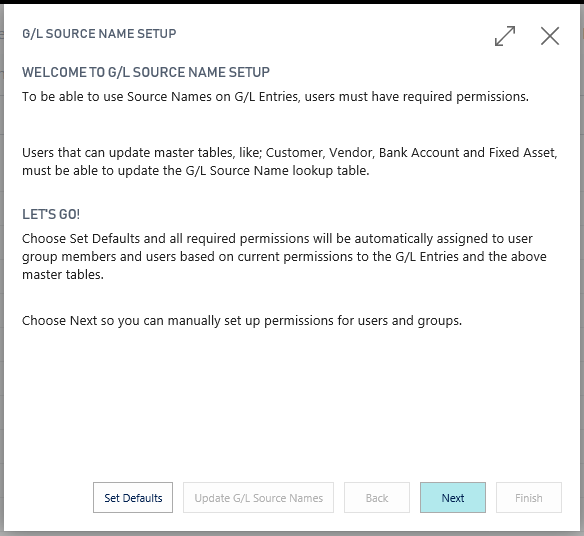 G/L SOURCE NAME SETUP
WELCOME TO G/L SOURCE NAME SETUP
To be able to use Source Names on G/L Entries, users must have required permissions.
Users that can update master tables, like; Customer, Vendor, Bank Account and Fixed Asset,
must be able to update the G/L Source Name lookup table.
LET'S GO!
Choose Set Defaults and all required permissions will be automatically assigned to user
group members and users based on current permissions to the G/L Entries and the above
master tables.
Choose Next so you can manually set up permissions for users and groups.
Set Defaults
Update G/L Source Names
Back
Next
Finish